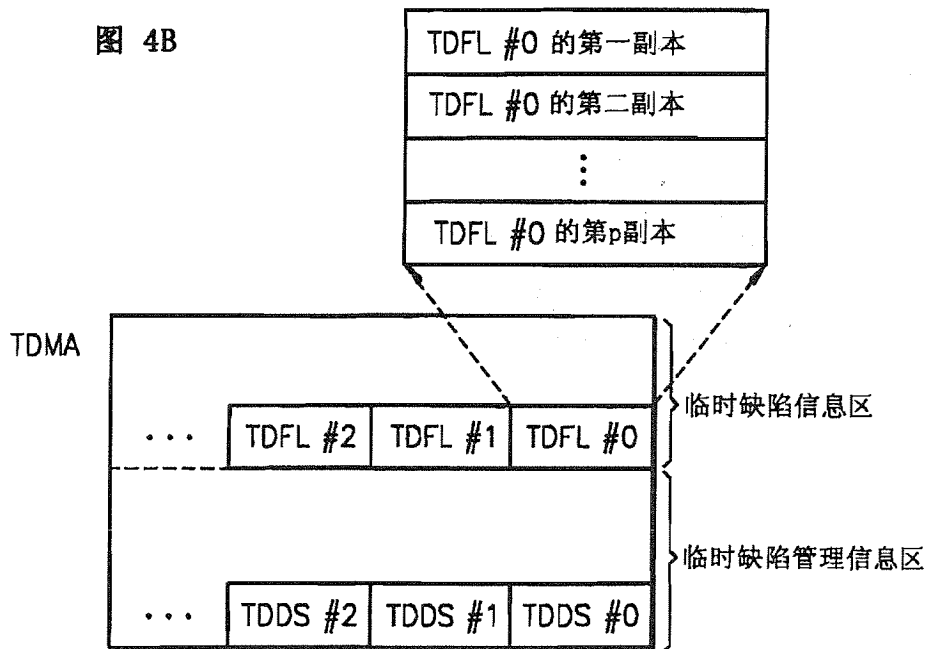 图 4B
TDFL #0 的第一副本
TDFL #0 的第二副本
⋮
TDFL #0 的第p副本
TDMA
临时缺陷信息区
... TDFL #2 TDFL #1 TDFL #0
临时缺陷管理信息区
... TDDS #2 TDDS #1 TDDS #0